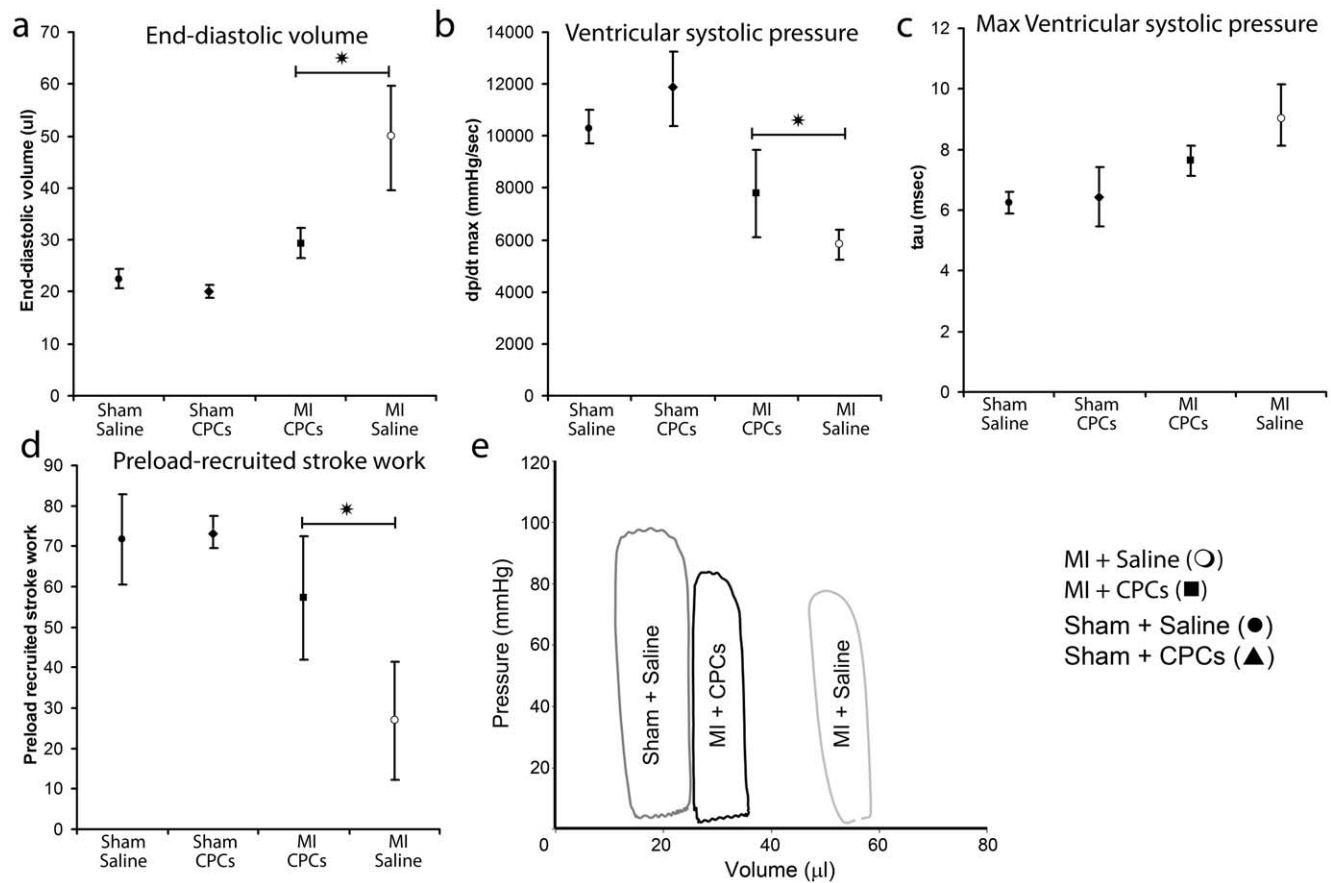 a
End-diastolic volume
End-diastolic volume (ul)
70
60
50
40
30
20
10
0
Sham Saline
Sham CPCs
MI CPCs
MI Saline
b
Ventricular systolic pressure
dp/dt max (mmHg/sec)
14000
12000
10000
8000
6000
4000
2000
0
Sham Saline
Sham CPCs
MI CPCs
MI Saline
c
Max Ventricular systolic pressure
tau (msec)
12
10
8
6
4
2
0
Sham Saline
Sham CPCs
MI CPCs
MI Saline
d
Preload-recruited stroke work
Preload recruited stroke work
90
80
70
60
50
40
30
20
10
0
Sham Saline
Sham CPCs
MI CPCs
MI Saline
e
Pressure (mmHg)
120
100
80
60
40
20
Sham + Saline
MI + CPCs
MI + Saline
0
20
40
60
80
Volume (μl)
MI + Saline (❍)
MI + CPCs (■)
Sham + Saline (●)
Sham + CPCs (▲)